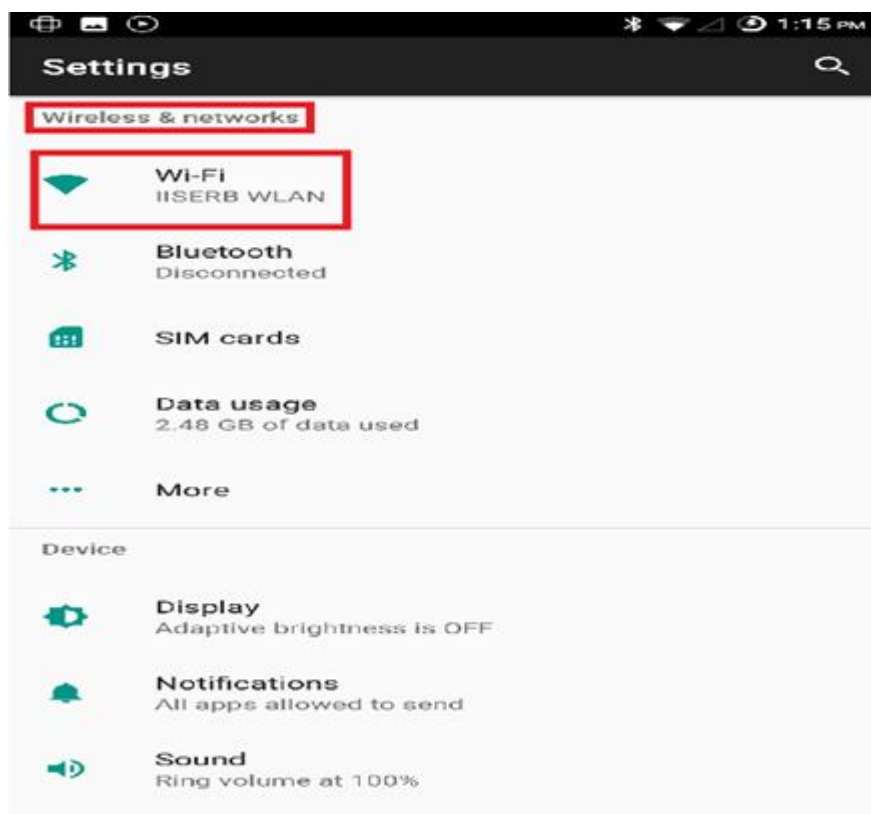 1:15 PM
Settings
Wireless & networks
Wi-Fi
IISERB WLAN
Bluetooth
Disconnected
SIM cards
Data usage
2.48 GB of data used
More
Device
Display
Adaptive brightness is OFF
Notifications
All apps allowed to send
Sound
Ring volume at 100%